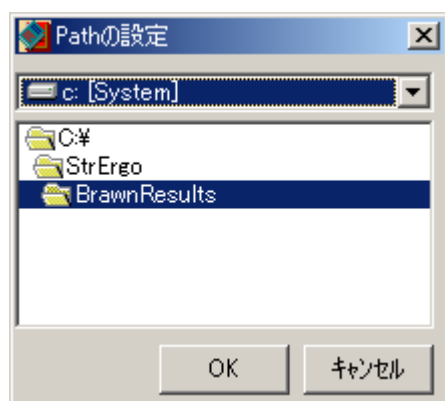 Pathの設定
c: [System]
C:¥
StrErgo
BrawnResults
OK
キャンセル